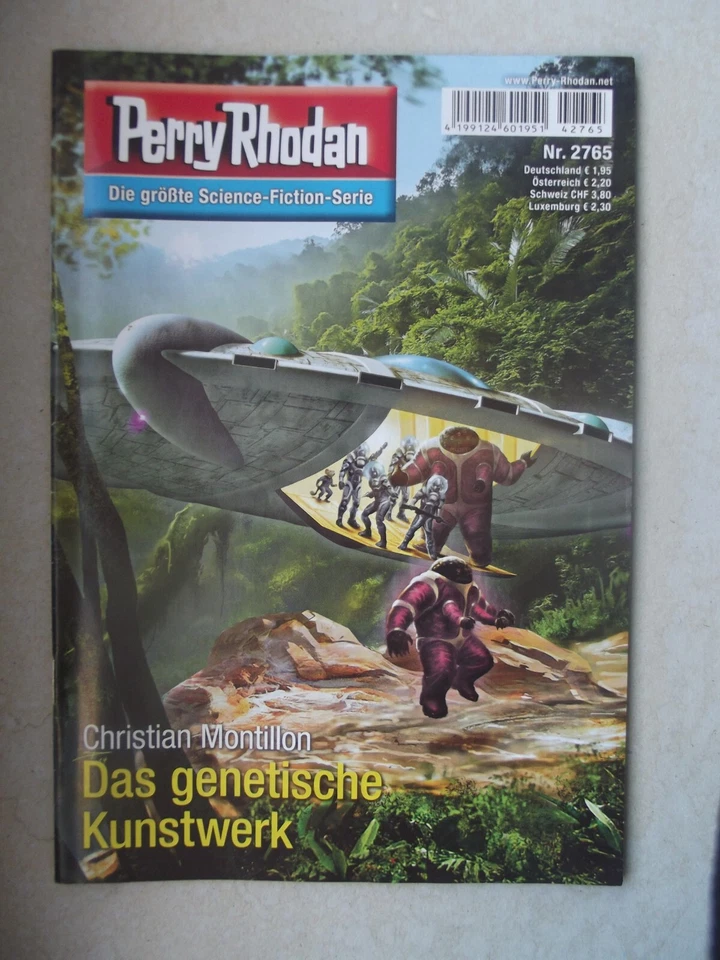 www.Perry-Rhodan.net
Perry Rhodan
Die größte Science-Fiction-Serie
4 199124 601951 42765
Nr. 2765
Deutschland € 1,95
Österreich € 2,20
Schweiz CHF 3,80
Luxemburg € 2,30
Christian Montillon
Das genetische
Kunstwerk